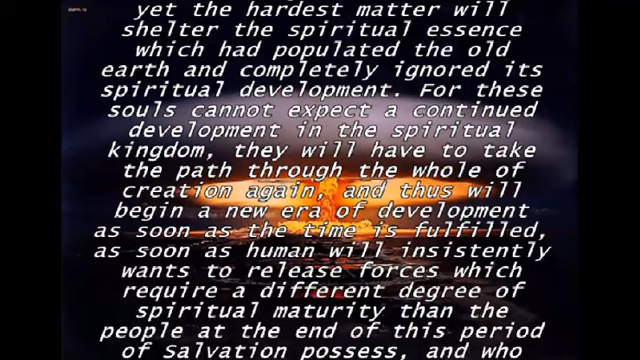 yet the hardest matter will
shelter the spiritual essence
which had populated the old
earth and completely ignored its
spiritual development. For these
souls cannot expect a continued
development in the spiritual
kingdom, they will have to take
the path through the whole of
creation again, and thus will
begin a new era of development
as soon as the time is fulfilled,
as soon as human will insistently
wants to release forces which
require a different degree of
spiritual maturity than the
people at the end of this period
of Salvation possess, and who